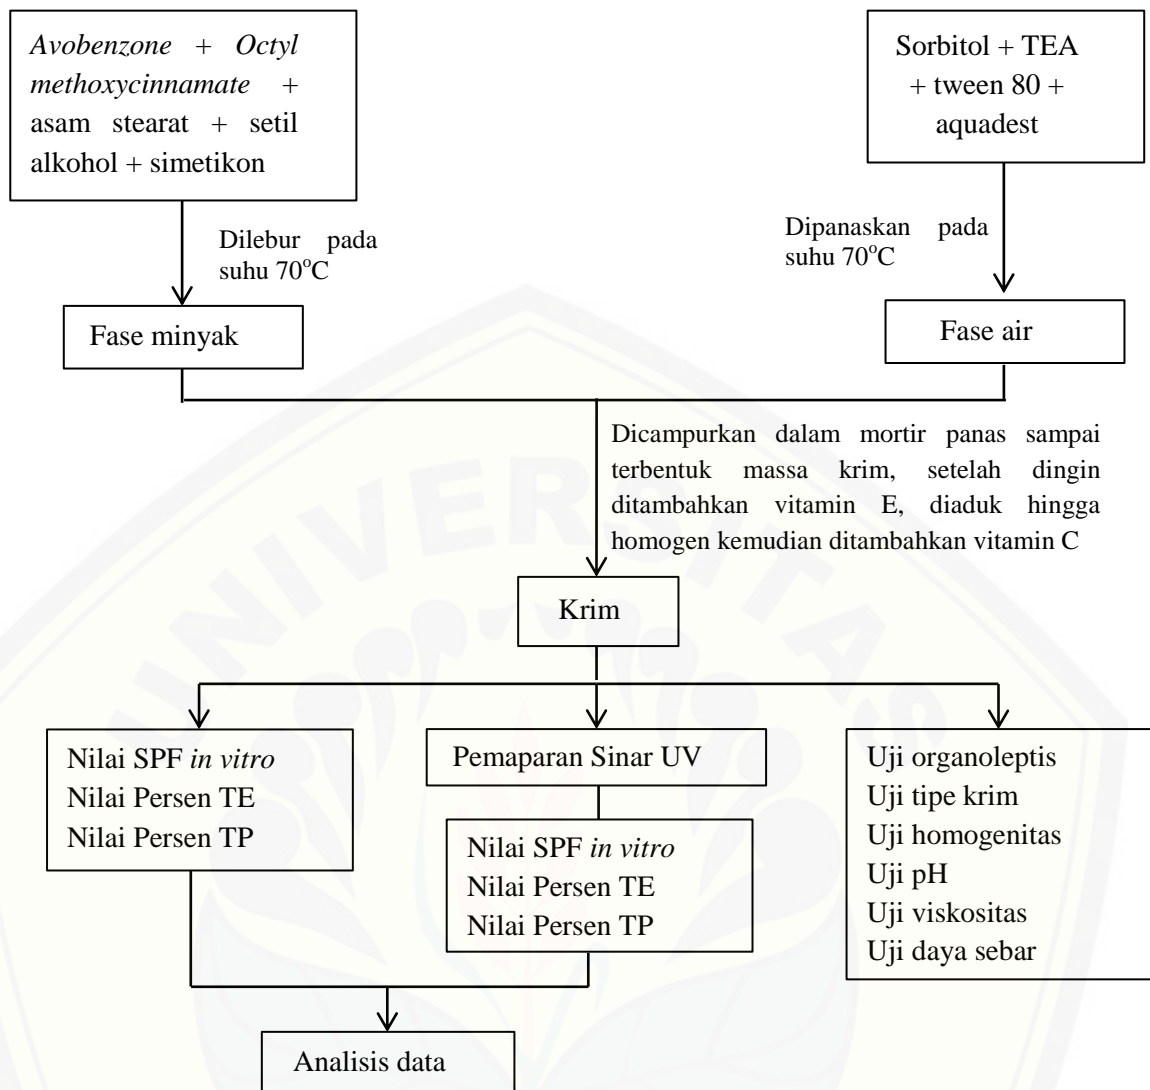 Avobenzone + Octyl
methoxycinnamate +
asam stearat + setil
alkohol + simetikon
Sorbitol + TEA
+ tween 80 +
aquadest
Dilebur pada
suhu 70°C
Dipanaskan pada
suhu 70°C
Fase minyak
Fase air
Dicampurkan dalam mortir panas sampai
terbentuk massa krim, setelah dingin
ditambahkan vitamin E, diaduk hingga
homogen kemudian ditambahkan vitamin C
Krim
Nilai SPF in vitro
Nilai Persen TE
Nilai Persen TP
Pemaparan Sinar UV
Nilai SPF in vitro
Nilai Persen TE
Nilai Persen TP
Uji organoleptis
Uji tipe krim
Uji homogenitas
Uji pH
Uji viskositas
Uji daya sebar
Analisis data
UNIVERSITAS